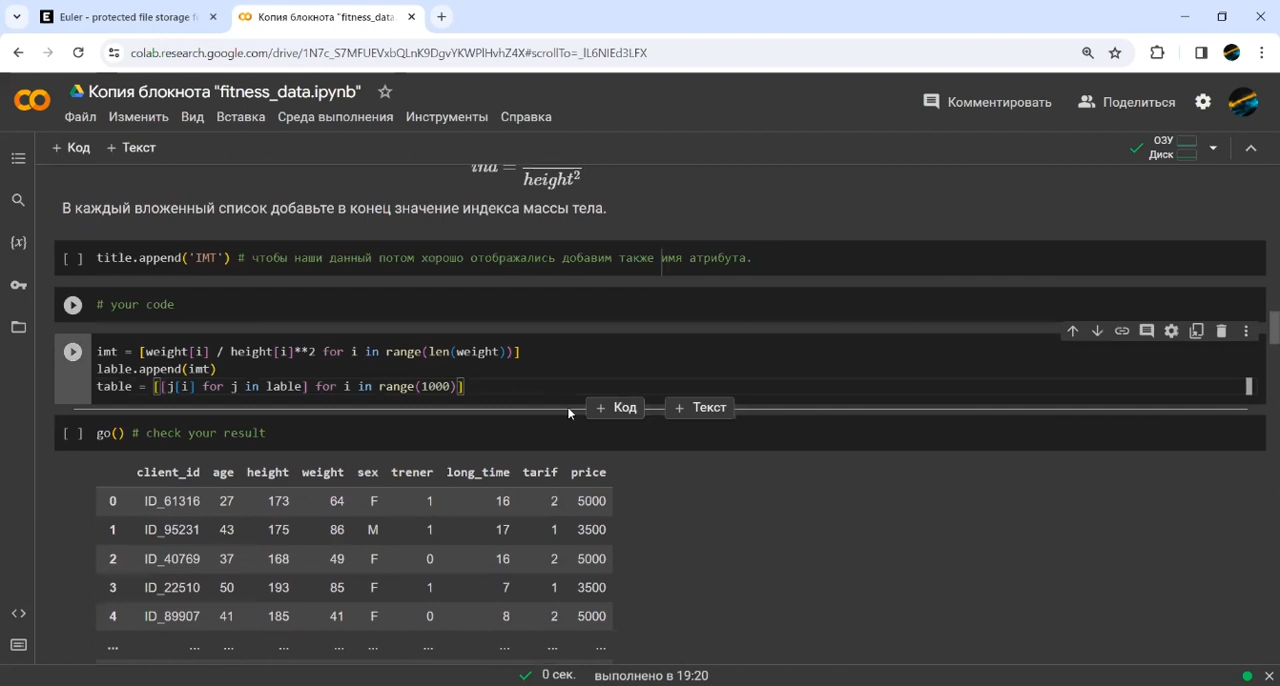 Euler - protected file storage f
Копия блокнота "fitness_data.
colab.research.google.com/drive/1N7c_S7MFUEVxbQLnK9DgvYKWPlHvhZ4X#scrollTo=_lL6NIEd3LFX
Копия блокнота "fitness_data.ipynb"
Комментировать
Поделиться
Файл Изменить Вид Вставка Среда выполнения Инструменты Справка
+ Код + Текст
ОЗУ
Диск
ind = height²
В каждый вложенный список добавьте в конец значение индекса массы тела.
[ ] title.append('IMT') # чтобы наши данный потом хорошо отображались добавим также имя атрибута.
# your code
imt = [weight[i] / height[i]**2 for i in range(len(weight))]
lable.append(imt)
table = [[j[i] for j in lable] for i in range(1000)]
+ Код + Текст
[ ] go() # check your result
client_id age height weight sex trener long_time tarif price
0 ID_61316 27 173 64 F 1 16 2 5000
1 ID_95231 43 175 86 M 1 17 1 3500
2 ID_40769 37 168 49 F 0 16 2 5000
3 ID_22510 50 193 85 F 1 7 1 3500
4 ID_89907 41 185 41 F 0 8 2 5000
... ... ... ... ... ... ... ... ... ...
0 сек. выполнено в 19:20